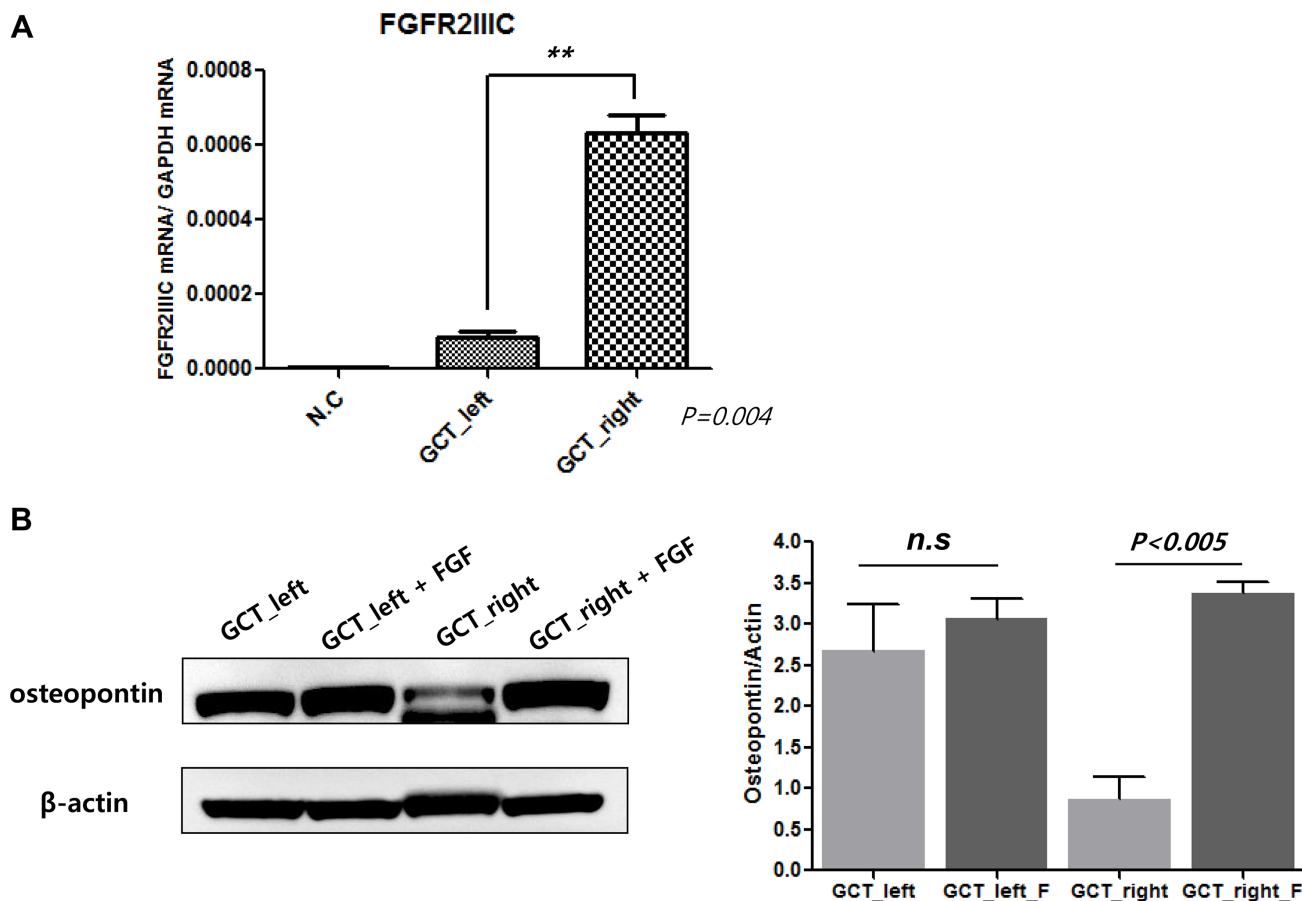 A
FGFR2IIIC
**
FGFR2IIIC mRNA/ GAPDH mRNA
0.0008
0.0006
0.0004
0.0002
0.0000
N.C
GCT_left
GCT_right
P=0.004
B
GCT_left
GCT_left + FGF
GCT_right
GCT_right + FGF
osteopontin
β-actin
n.s
P<0.005
Osteopontin/Actin
4.0
3.5
3.0
2.5
2.0
1.5
1.0
0.5
0.0
GCT_left
GCT_left_F
GCT_right
GCT_right_F